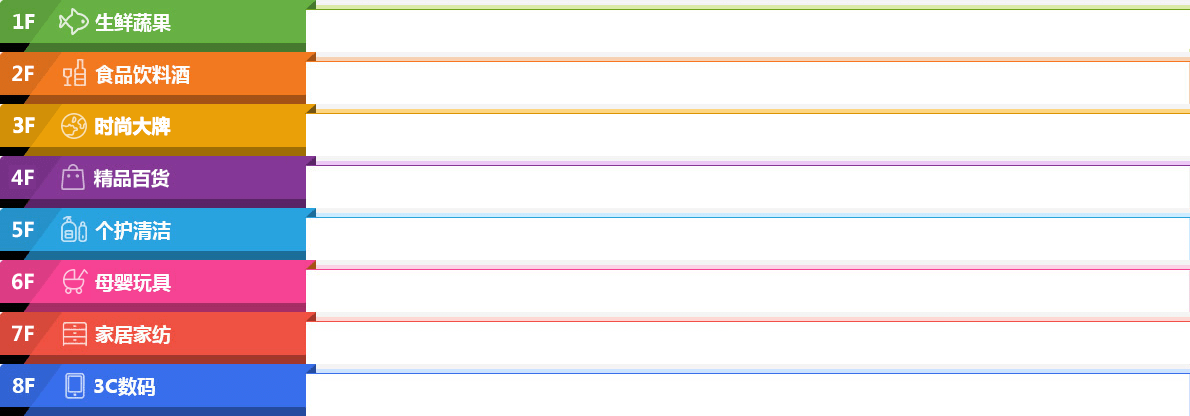 1F 生鲜蔬果
2F 食品饮料酒
3F 时尚大牌
4F 精品百货
5F 个护清洁
6F 母婴玩具
7F 家居家纺
8F 3C数码